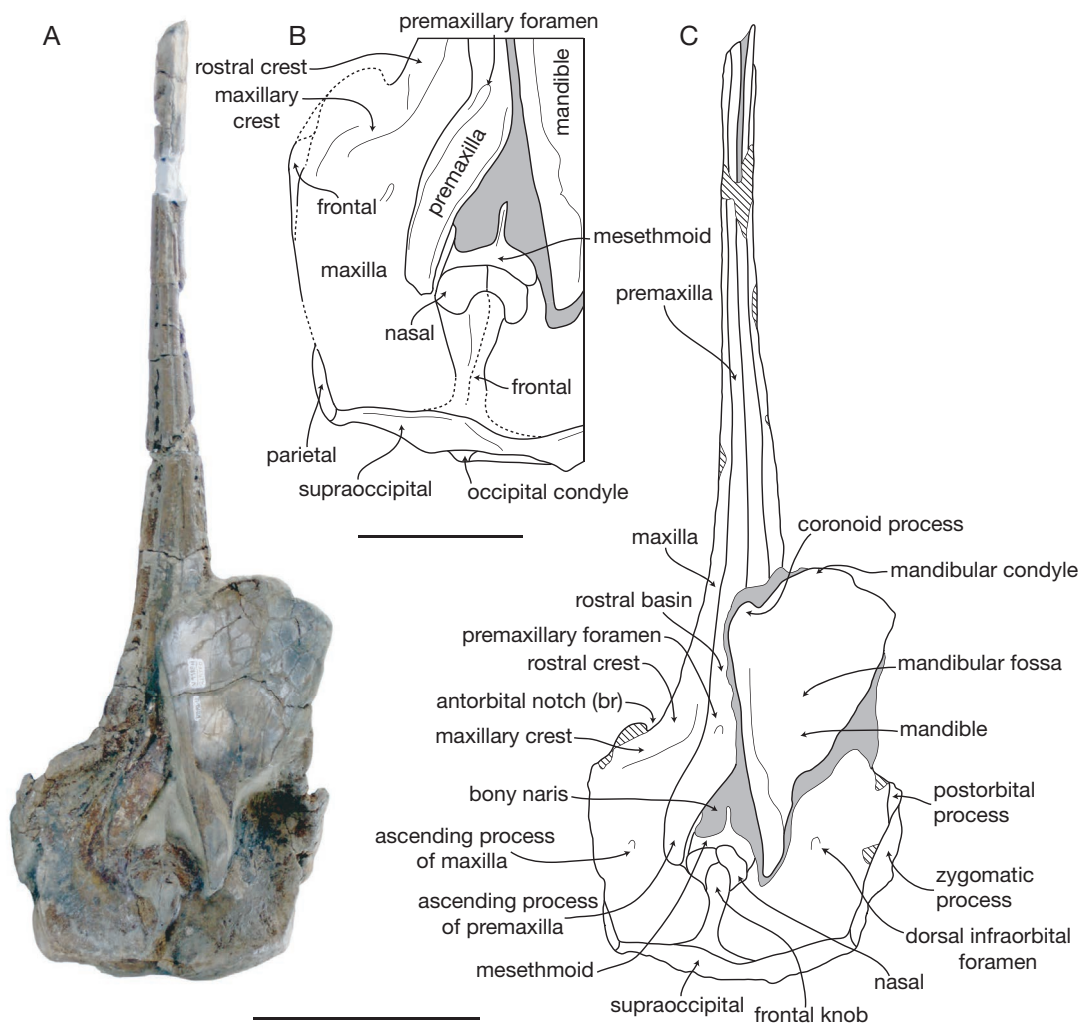 A
B
premaxillary foramen
rostral crest
maxillary
crest
premaxilla
mandible
frontal
mesethmoid
maxilla
nasal
frontal
parietal
supraoccipital
occipital condyle
C
premaxilla
coronoid process
maxilla
mandibular condyle
rostral basin
premaxillary foramen
rostral crest
mandibular fossa
antorbital notch (br)
maxillary crest
mandible
bony naris
postorbital
process
ascending process
of maxilla
zygomatic
process
ascending process
of premaxilla
dorsal infraorbital
foramen
mesethmoid
nasal
supraoccipital
frontal knob